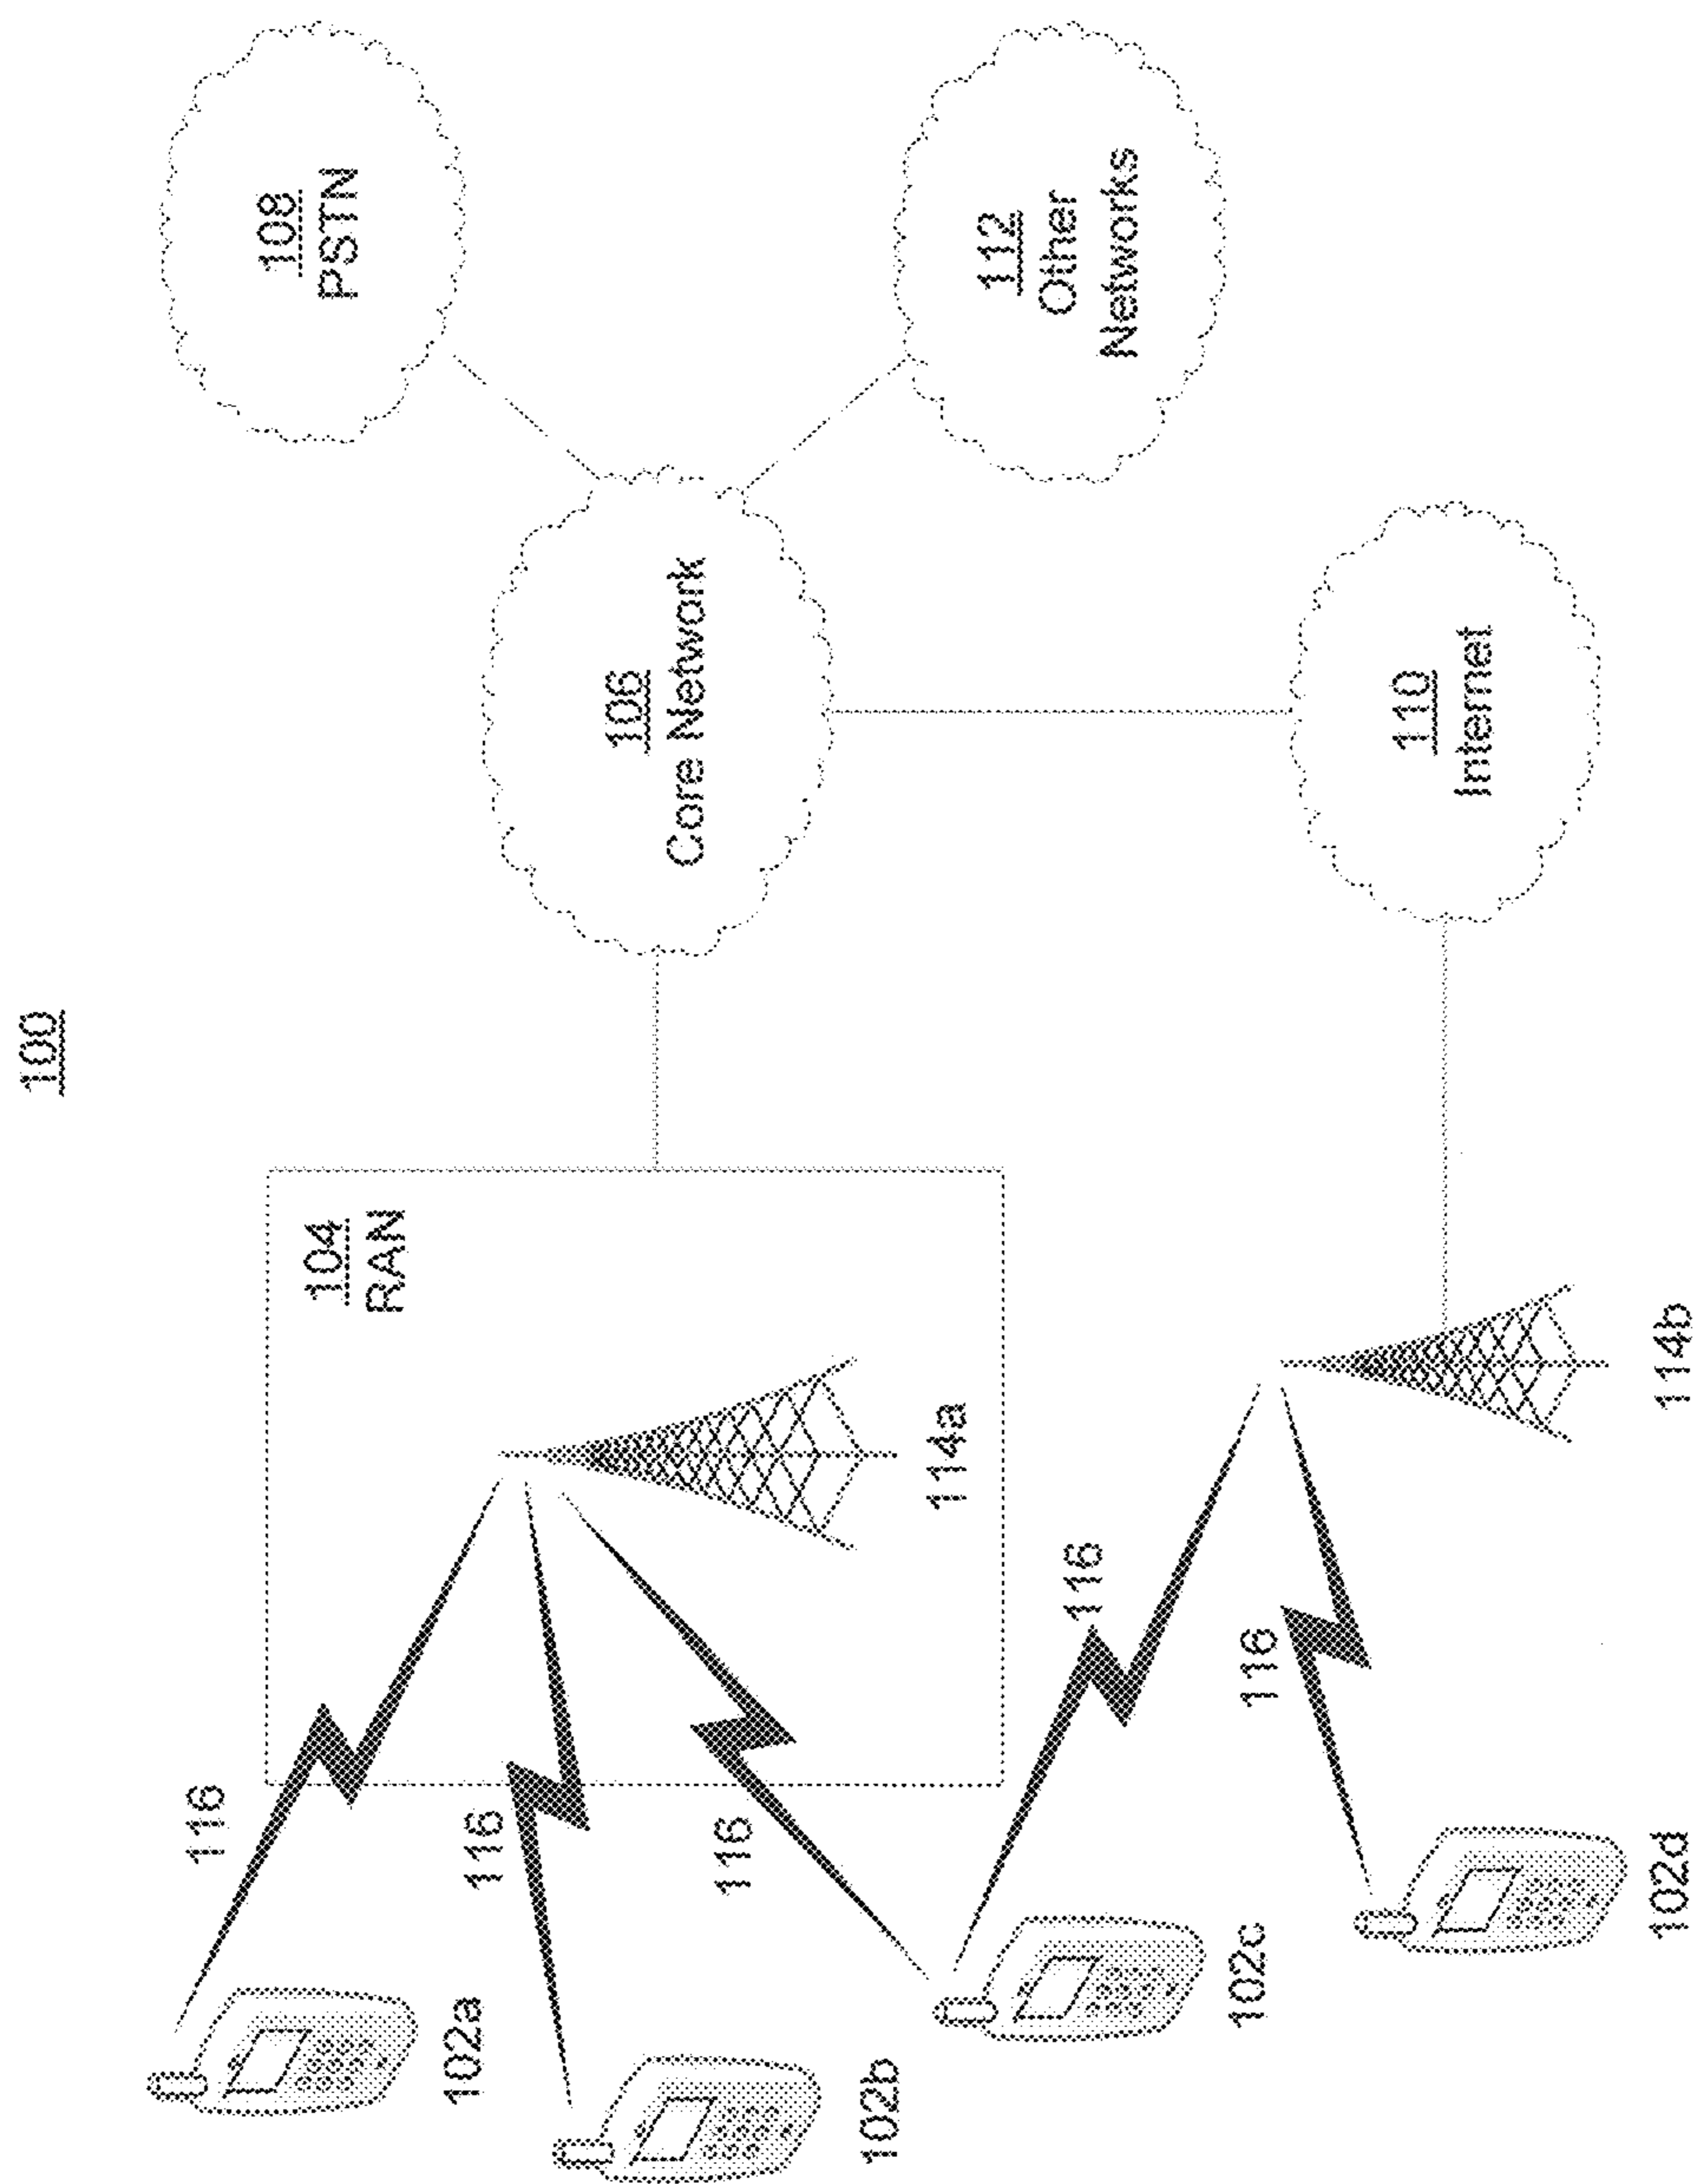 100
108
PSTN
106
Core Network
112
Other
Networks
110
Internet
104
RAN
114a
114b
116
116
116
116
116
102a
102b
102c
102d